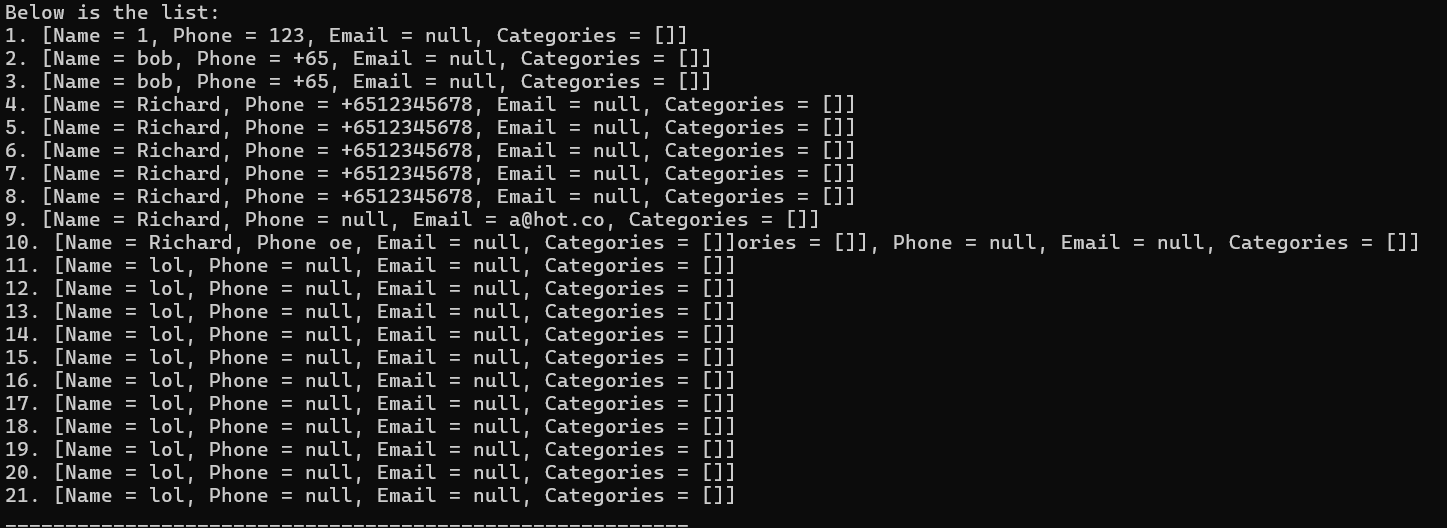 Below is the list:
1. [Name = 1, Phone = 123, Email = null, Categories = []]
2. [Name = bob, Phone = +65, Email = null, Categories = []]
3. [Name = bob, Phone = +65, Email = null, Categories = []]
4. [Name = Richard, Phone = +6512345678, Email = null, Categories = []]
5. [Name = Richard, Phone = +6512345678, Email = null, Categories = []]
6. [Name = Richard, Phone = +6512345678, Email = null, Categories = []]
7. [Name = Richard, Phone = +6512345678, Email = null, Categories = []]
8. [Name = Richard, Phone = +6512345678, Email = null, Categories = []]
9. [Name = Richard, Phone = null, Email = a@hot.co, Categories = []]
10. [Name = Richard, Phone oe, Email = null, Categories = []]ories = []], Phone = null, Email = null, Categories = []]
11. [Name = lol, Phone = null, Email = null, Categories = []]
12. [Name = lol, Phone = null, Email = null, Categories = []]
13. [Name = lol, Phone = null, Email = null, Categories = []]
14. [Name = lol, Phone = null, Email = null, Categories = []]
15. [Name = lol, Phone = null, Email = null, Categories = []]
16. [Name = lol, Phone = null, Email = null, Categories = []]
17. [Name = lol, Phone = null, Email = null, Categories = []]
18. [Name = lol, Phone = null, Email = null, Categories = []]
19. [Name = lol, Phone = null, Email = null, Categories = []]
20. [Name = lol, Phone = null, Email = null, Categories = []]
21. [Name = lol, Phone = null, Email = null, Categories = []]
_________________________________________________________